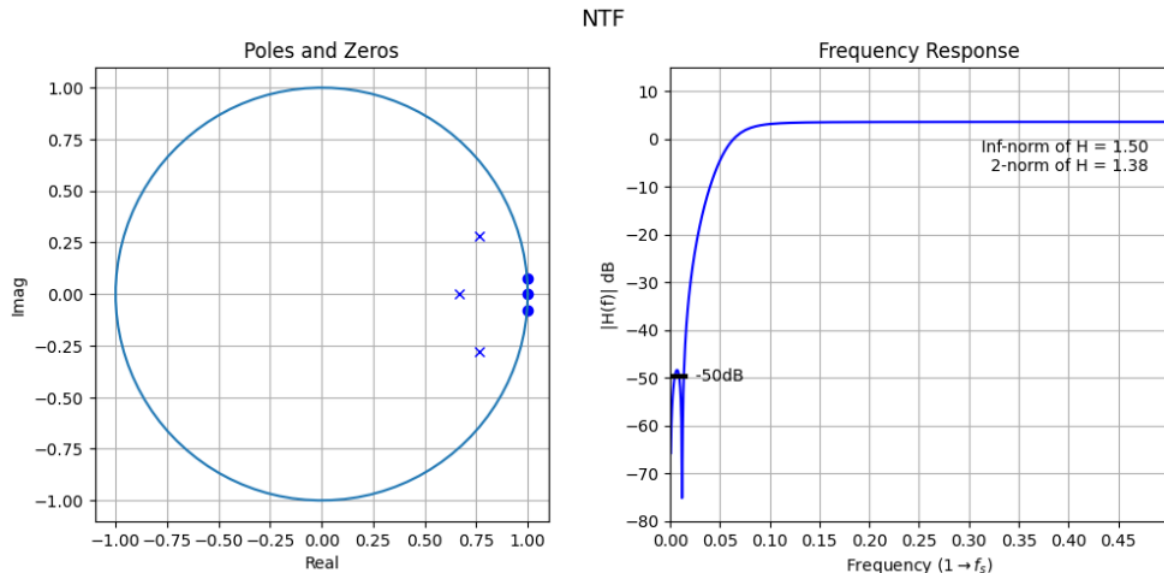 NTF
Poles and Zeros
1.00
0.75
0.50
0.25
0.00
−0.25
−0.50
−0.75
−1.00
Imag
−1.00 −0.75 −0.50 −0.25 0.00 0.25 0.50 0.75 1.00
Real
Frequency Response
10
0
−10
−20
−30
−40
−50
−60
−70
−80
|H(f)| dB
Inf-norm of H = 1.50
2-norm of H = 1.38
-50dB
0.00 0.05 0.10 0.15 0.20 0.25 0.30 0.35 0.40 0.45
Frequency (1→fs)